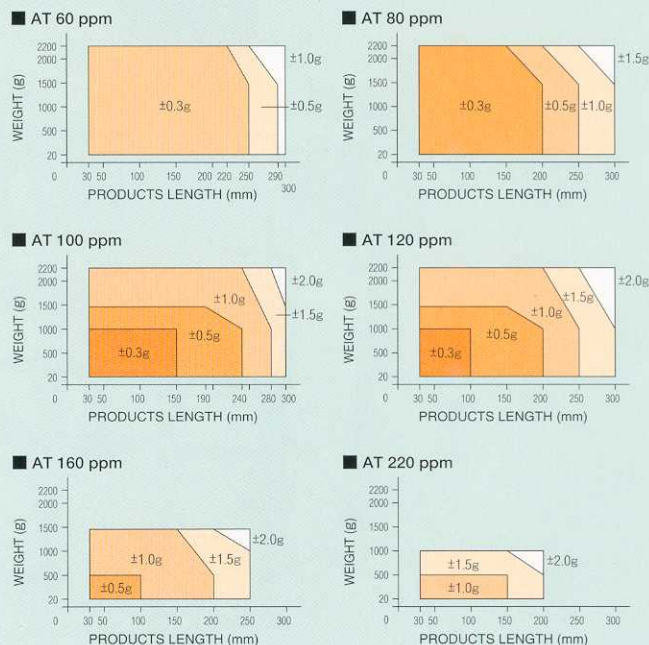 ■ AT 60 ppm
WEIGHT (g)
2200
2000
1500
1000
500
20
0
±0.3g
±1.0g
±0.5g
30 50 100 150 200 220 250 290
300
PRODUCTS LENGTH (mm)
■ AT 80 ppm
WEIGHT (g)
2200
2000
1500
1000
500
20
0
±0.3g
±0.5g
±1.0g
±1.5g
30 50 100 150 200 250 300
PRODUCTS LENGTH (mm)
■ AT 100 ppm
WEIGHT (g)
2200
2000
1500
1000
500
20
0
±2.0g
±1.0g
±1.5g
±0.5g
±0.3g
30 50 100 150 190 240 280 300
PRODUCTS LENGTH (mm)
■ AT 120 ppm
WEIGHT (g)
2200
2000
1500
1000
500
20
0
±2.0g
±1.5g
±1.0g
±0.5g
±0.3g
30 50 100 150 200 250 300
PRODUCTS LENGTH (mm)
■ AT 160 ppm
WEIGHT (g)
2200
2000
1500
1000
500
20
0
±2.0g
±1.0g
±1.5g
±0.5g
30 50 100 150 200 250 300
PRODUCTS LENGTH (mm)
■ AT 220 ppm
WEIGHT (g)
2200
2000
1500
1000
500
20
0
±1.5g
±2.0g
±1.0g
30 50 100 150 200 250 300
PRODUCTS LENGTH (mm)